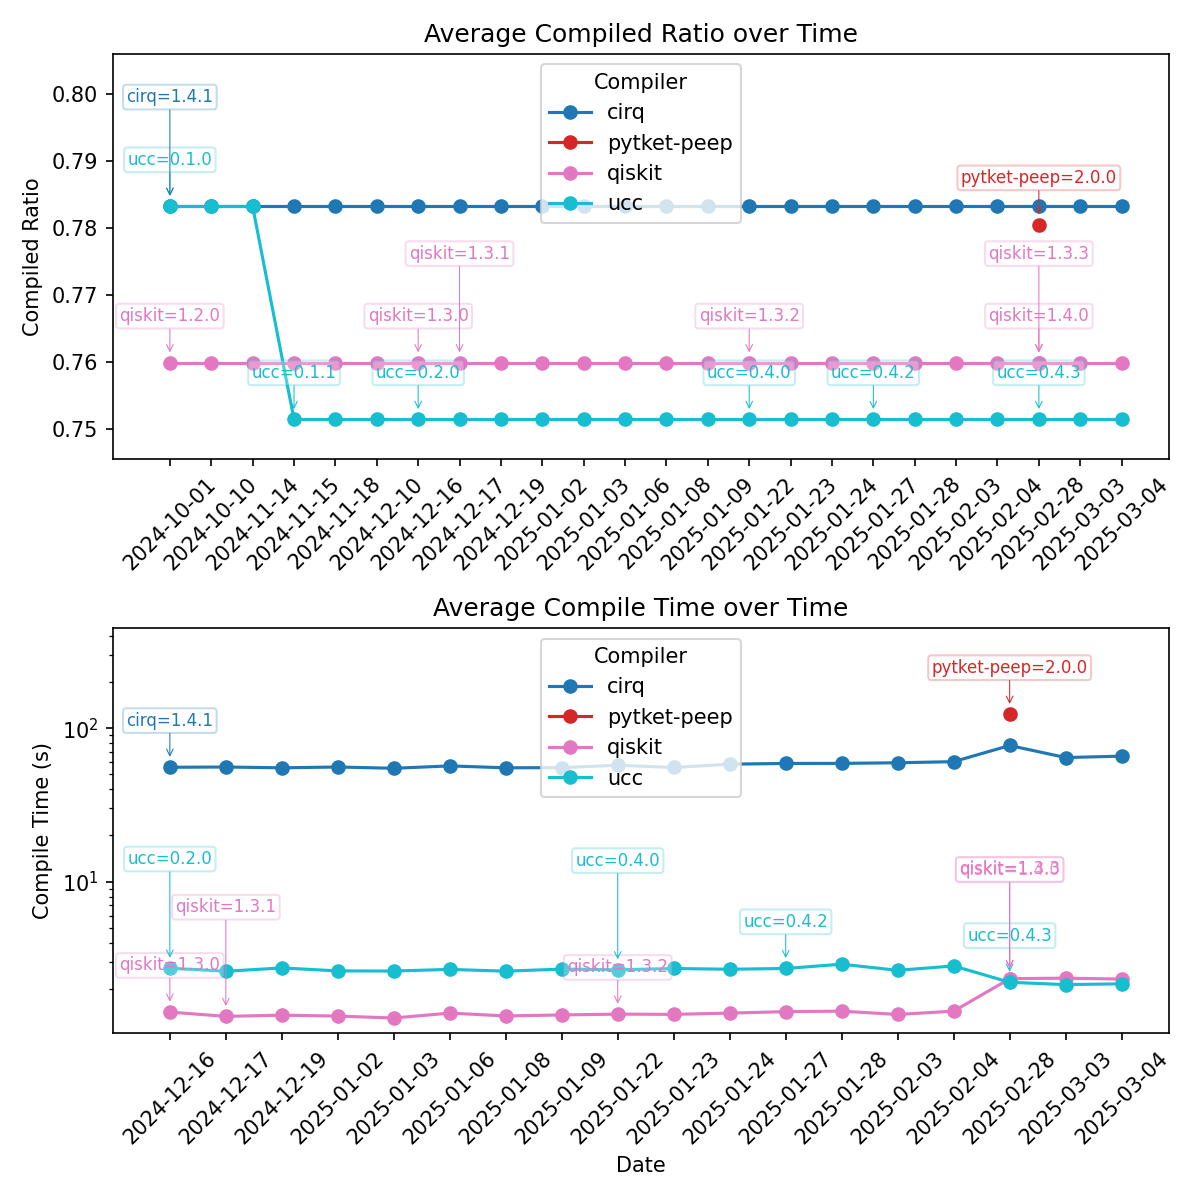 Average Compiled Ratio over Time
Compiled Ratio
0.80
0.79
0.78
0.77
0.76
0.75
Compiler
cirq
pytket-peep
qiskit
ucc
cirq=1.4.1
ucc=0.1.0
pytket-peep=2.0.0
qiskit=1.3.1
qiskit=1.3.3
qiskit=1.2.0
qiskit=1.3.0
qiskit=1.3.2
qiskit=1.4.0
ucc=0.1.1
ucc=0.2.0
ucc=0.4.0
ucc=0.4.2
ucc=0.4.3
2024-10-01
2024-10-10
2024-11-14
2024-11-15
2024-11-18
2024-12-10
2024-12-16
2024-12-17
2024-12-19
2025-01-02
2025-01-03
2025-01-06
2025-01-08
2025-01-09
2025-01-22
2025-01-23
2025-01-24
2025-01-27
2025-01-28
2025-02-03
2025-02-04
2025-02-28
2025-03-03
2025-03-04
Average Compile Time over Time
Compile Time (s)
10²
10¹
Compiler
cirq
pytket-peep
qiskit
ucc
pytket-peep=2.0.0
cirq=1.4.1
ucc=0.2.0
ucc=0.4.0
qiskit=1.3.1
ucc=0.4.2
ucc=0.4.3
qiskit=1.3.0
qiskit=1.3.2
2024-12-16
2024-12-17
2024-12-19
2025-01-02
2025-01-03
2025-01-06
2025-01-08
2025-01-09
2025-01-22
2025-01-23
2025-01-24
2025-01-27
2025-01-28
2025-02-03
2025-02-04
2025-02-28
2025-03-03
2025-03-04
Date